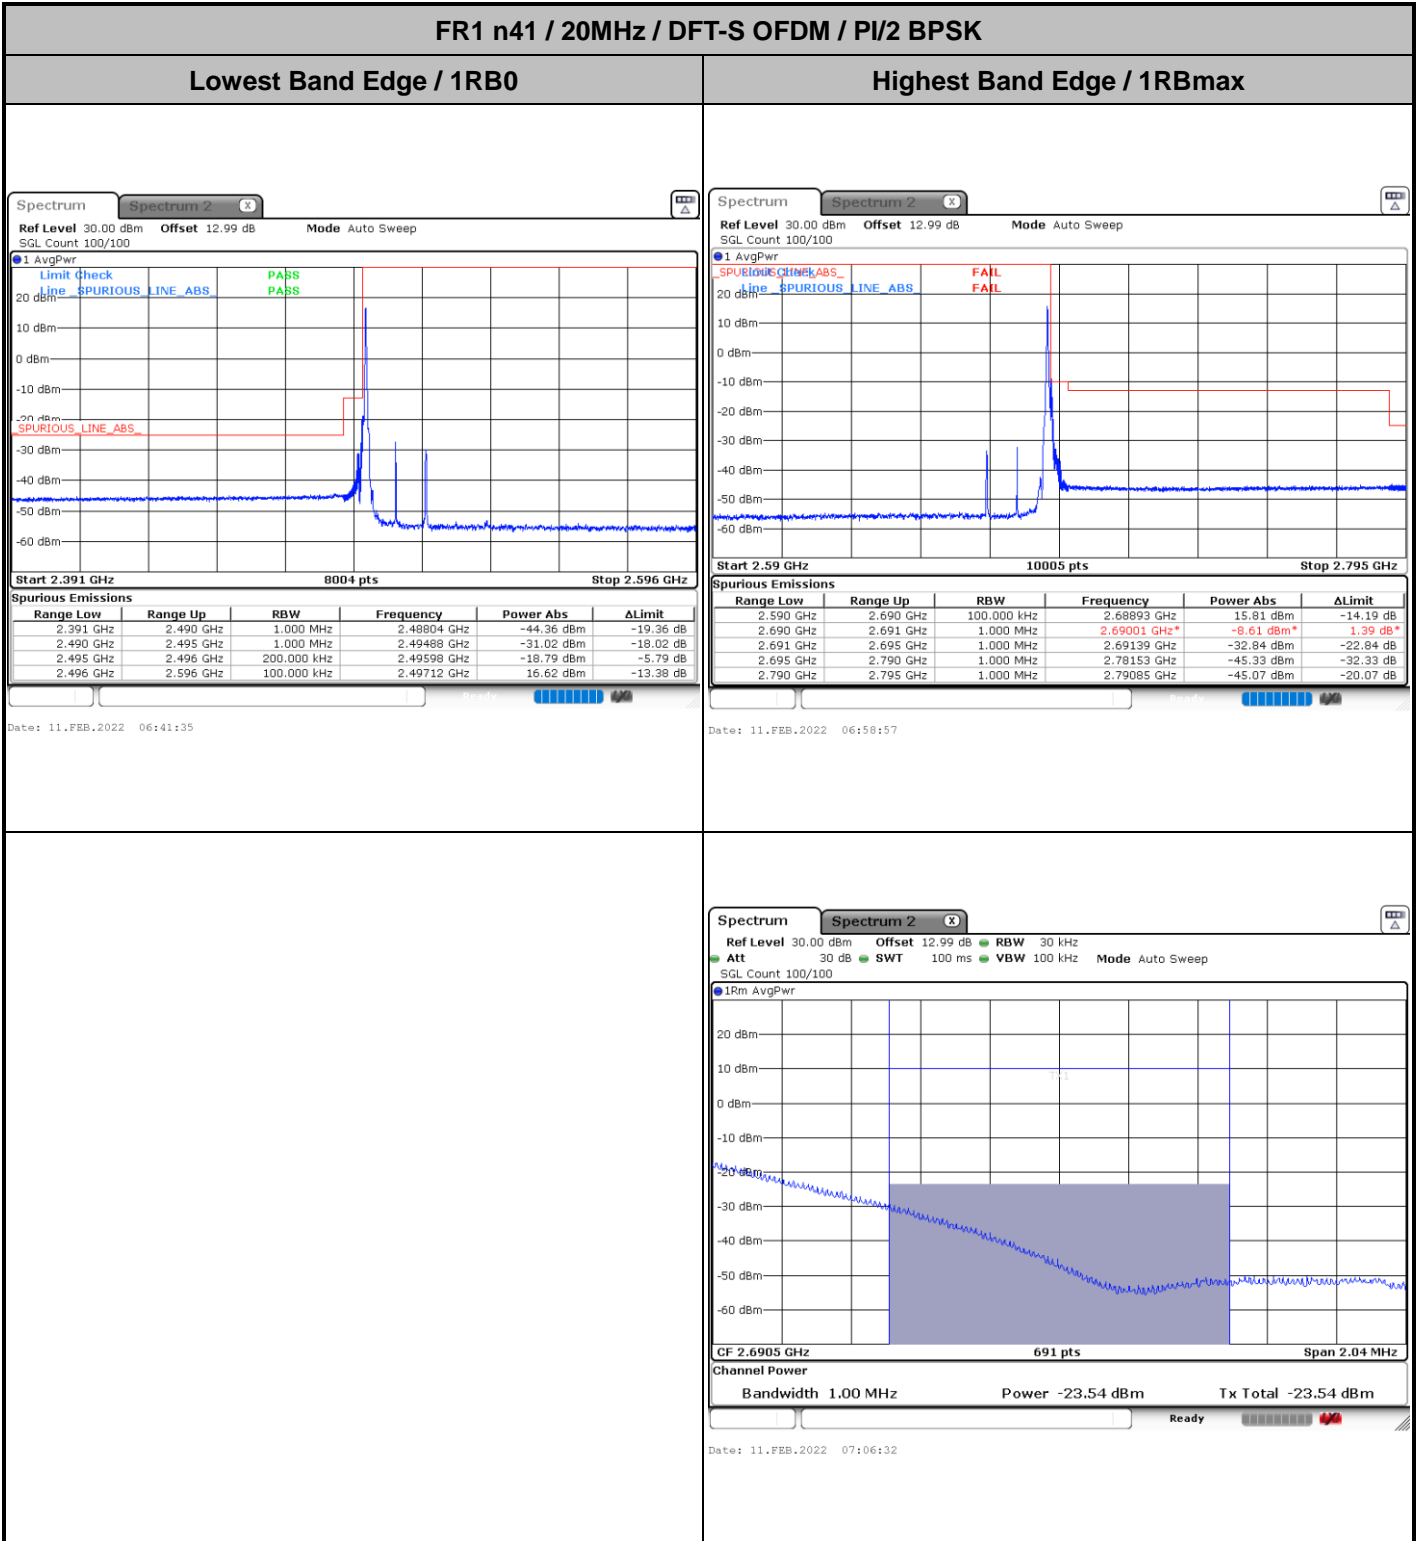 FR1 n41 / 20MHz / DFT-S OFDM / PI/2 BPSK
Lowest Band Edge / 1RB0
Highest Band Edge / 1RBmax
Spectrum Spectrum 2 X
Ref Level 30.00 dBm Offset 12.99 dB Mode Auto Sweep
SGL Count 100/100
1 AvgPwr
Limit Check PASS
Line _SPURIOUS_LINE_ABS_ PASS
20 dBm
10 dBm
0 dBm
-10 dBm
-20 dBm
_SPURIOUS_LINE_ABS_
-30 dBm
-40 dBm
-50 dBm
-60 dBm
Start 2.391 GHz 8004 pts Stop 2.596 GHz
Spurious Emissions
Range Low Range Up RBW Frequency Power Abs ΔLimit
2.391 GHz 2.490 GHz 1.000 MHz 2.48804 GHz -44.36 dBm -19.36 dB
2.490 GHz 2.495 GHz 1.000 MHz 2.49488 GHz -31.02 dBm -18.02 dB
2.495 GHz 2.496 GHz 200.000 kHz 2.49598 GHz -18.79 dBm -5.79 dB
2.496 GHz 2.596 GHz 100.000 kHz 2.49712 GHz 16.62 dBm -13.38 dB
Ready
Date: 11.FEB.2022 06:41:35
Spectrum Spectrum 2 X
Ref Level 30.00 dBm Offset 12.99 dB Mode Auto Sweep
SGL Count 100/100
1 AvgPwr
_SPURIOUS_LINE_ABS_
Limit Check FAIL
Line _SPURIOUS_LINE_ABS_ FAIL
20 dBm
10 dBm
0 dBm
-10 dBm
-20 dBm
-30 dBm
-40 dBm
-50 dBm
-60 dBm
Start 2.59 GHz 10005 pts Stop 2.795 GHz
Spurious Emissions
Range Low Range Up RBW Frequency Power Abs ΔLimit
2.590 GHz 2.690 GHz 100.000 kHz 2.68893 GHz 15.81 dBm -14.19 dB
2.690 GHz 2.691 GHz 1.000 MHz 2.69001 GHz* -8.61 dBm* 1.39 dB*
2.691 GHz 2.695 GHz 1.000 MHz 2.69139 GHz -32.84 dBm -22.84 dB
2.695 GHz 2.790 GHz 1.000 MHz 2.78153 GHz -45.33 dBm -32.33 dB
2.790 GHz 2.795 GHz 1.000 MHz 2.79085 GHz -45.07 dBm -20.07 dB
Ready
Date: 11.FEB.2022 06:58:57
Spectrum Spectrum 2 X
Ref Level 30.00 dBm Offset 12.99 dB RBW 30 kHz
Att 30 dB SWT 100 ms VBW 100 kHz Mode Auto Sweep
SGL Count 100/100
1Rm AvgPwr
20 dBm
10 dBm
TX1
0 dBm
-10 dBm
-20 dBm
-30 dBm
-40 dBm
-50 dBm
-60 dBm
CF 2.6905 GHz 691 pts Span 2.04 MHz
Channel Power
Bandwidth 1.00 MHz Power -23.54 dBm Tx Total -23.54 dBm
Ready
Date: 11.FEB.2022 07:06:32